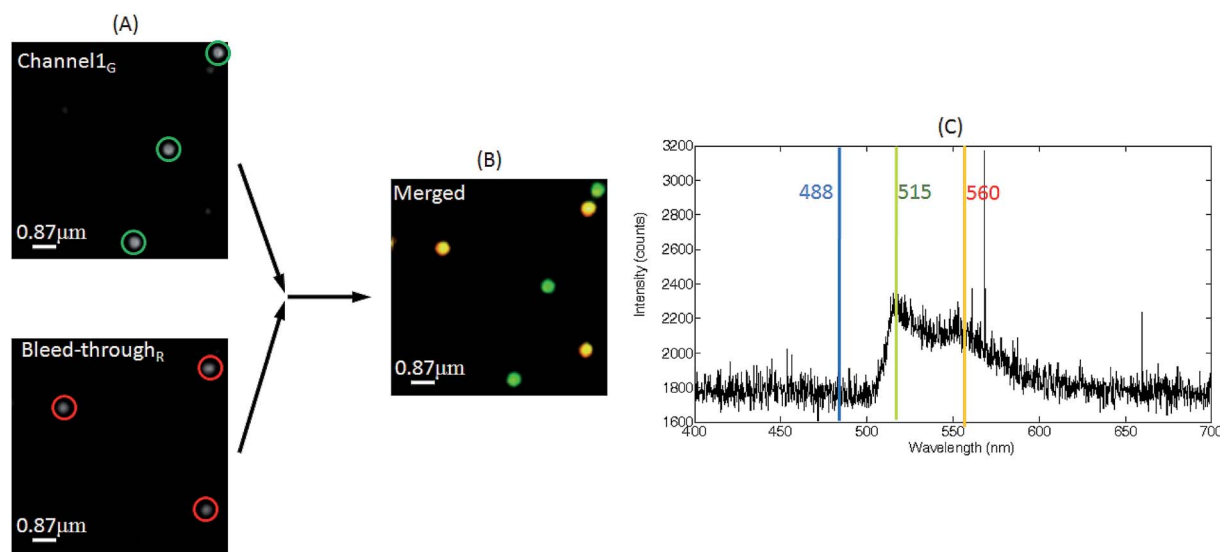 (A)
Channel1G
0.87μm
Bleed-throughR
0.87μm
(B)
Merged
0.87μm
(C)
3200
3000
2800
2600
2400
2200
2000
1800
1600
Intensity (counts)
488
515
560
400 450 500 550 600 650 700
Wavelength (nm)